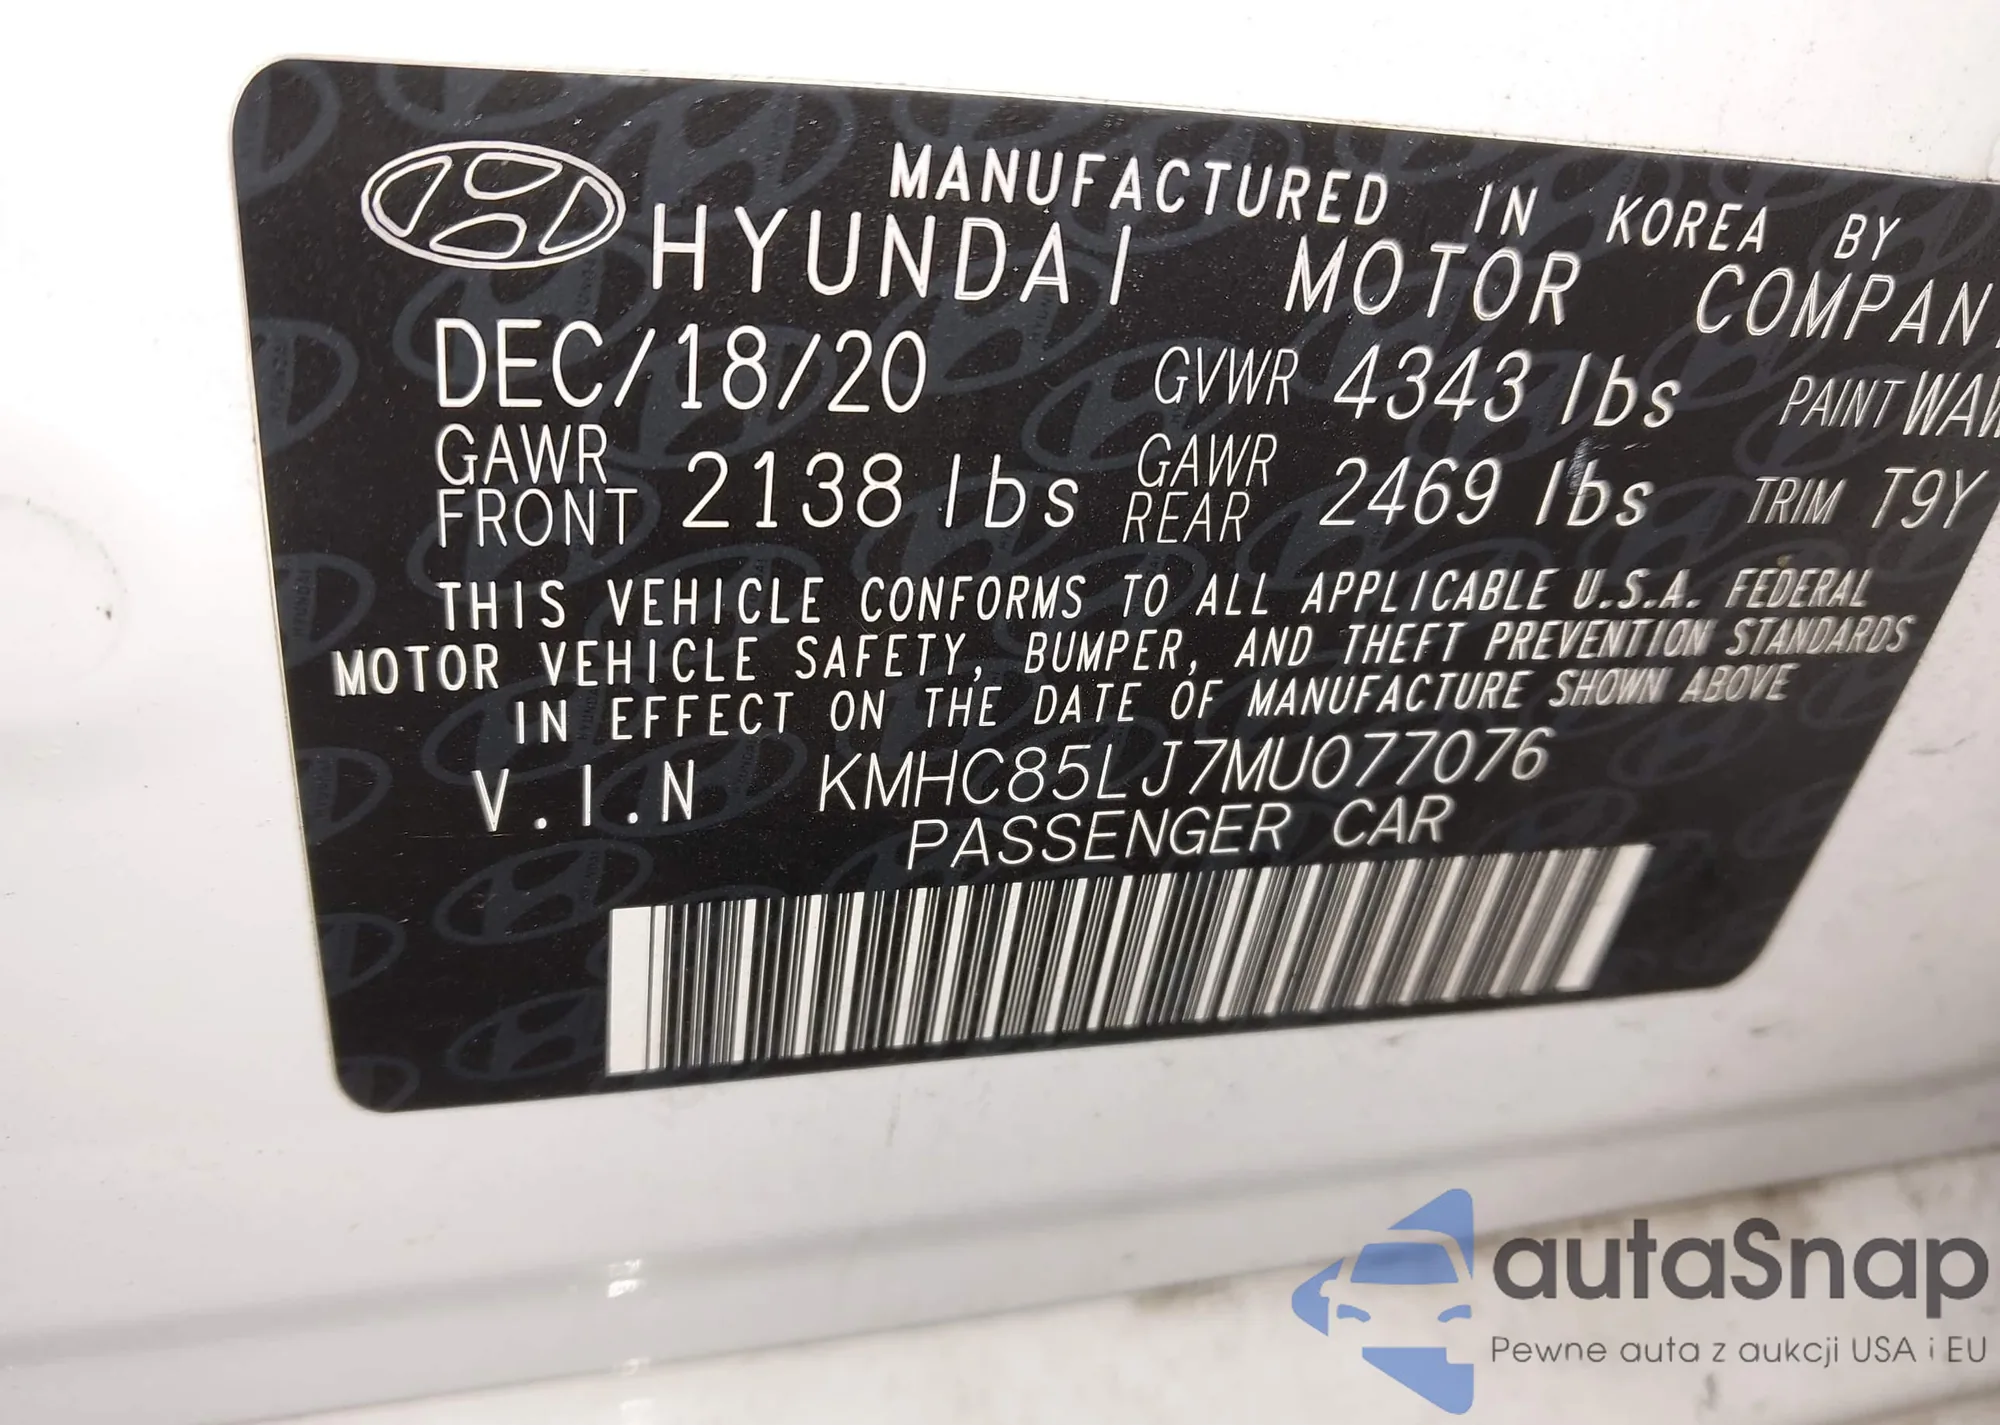 MANUFACTURED IN KOREA BY
HYUNDAI MOTOR COMPAN
DEC/18/20 GVWR 4343 lbs PAINT WAW
GAWR FRONT 2138 lbs GAWR REAR 2469 lbs TRIM T9Y
THIS VEHICLE CONFORMS TO ALL APPLICABLE U.S.A. FEDERAL
MOTOR VEHICLE SAFETY, BUMPER, AND THEFT PREVENTION STANDARDS
IN EFFECT ON THE DATE OF MANUFACTURE SHOWN ABOVE
V.I.N KMHC85LJ7MU077076
PASSENGER CAR
autaSnap
Pewne auta z aukcji USA i EU